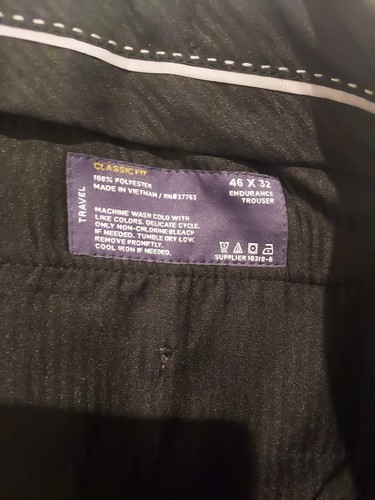 TRAVEL
CLASSIC FIT
100% POLYESTER
MADE IN VIETNAM / RN#37763
46 X 32
ENDURANCE
TROUSER
MACHINE WASH COLD WITH
LIKE COLORS. DELICATE CYCLE.
ONLY NON-CHLORINE BLEACH
IF NEEDED. TUMBLE DRY LOW.
REMOVE PROMPTLY.
COOL IRON IF NEEDED.
SUPPLIER 10310-6